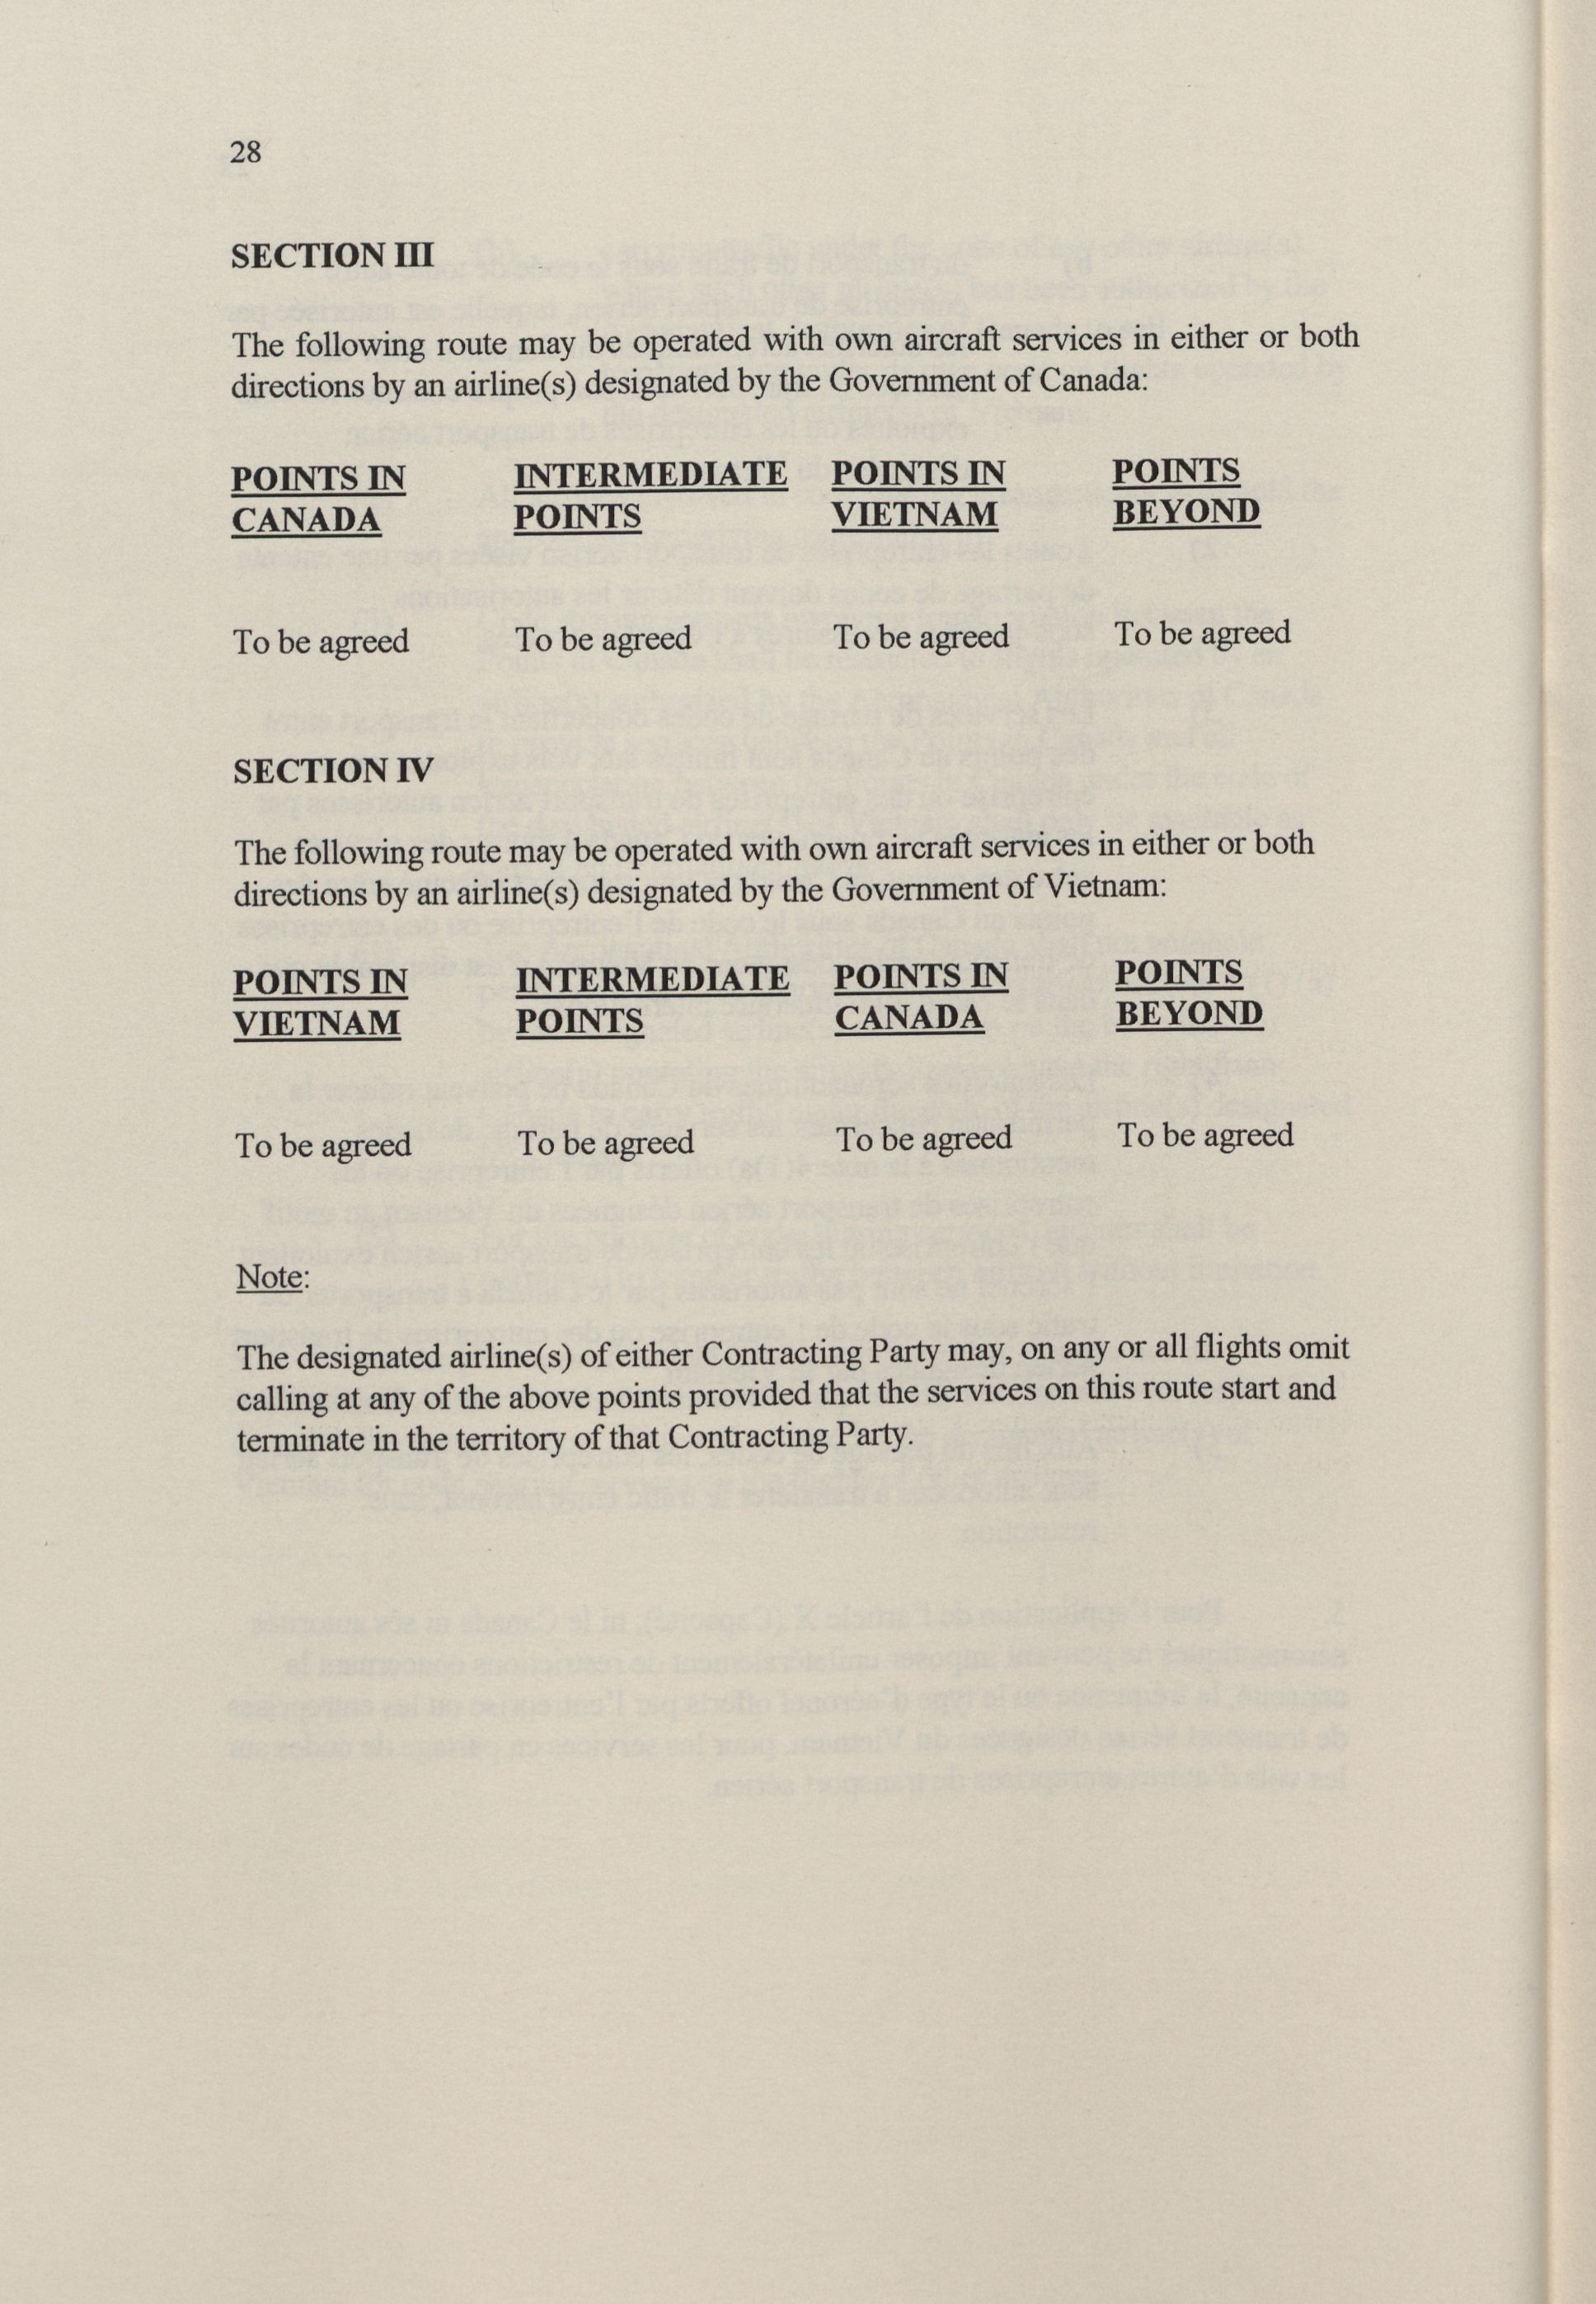 28
SECTION III
The following route may be operated with own aircraft services in either or both
directions by an airline(s) designated by the Government of Canada:
POINTS IN INTERMEDIATE POINTS IN POINTS
CANADA POINTS VIETNAM BEYOND
To be agreed To be agreed To be agreed To be agreed
SECTION IV
The following route may be operated with own aircraft services in either or both
directions by an airline(s) designated by the Government of Vietnam:
POINTS IN INTERMEDIATE POINTS IN POINTS
VIETNAM POINTS CANADA BEYOND
To be agreed To be agreed To be agreed To be agreed
Note:
The designated airline(s) of either Contracting Party may, on any or all flights omit
calling at any of the above points provided that the services on this route start and
terminate in the territory of that Contracting Party.